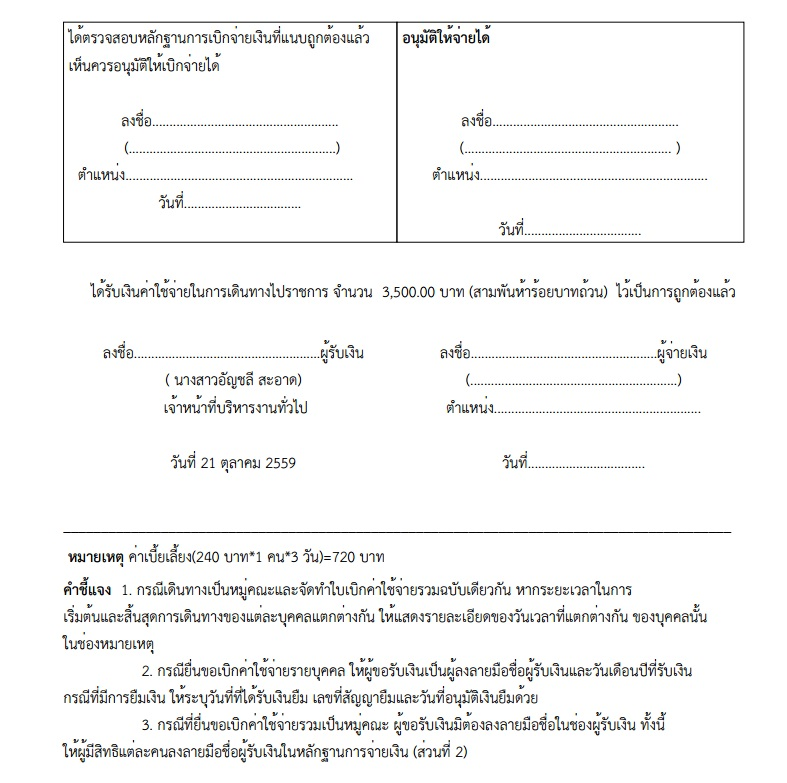 ได้ตรวจสอบหลักฐานการเบิกจ่ายเงินที่แนบถูกต้องแล้ว
เห็นควรอนุมัติให้เบิกจ่ายได้
ลงชื่อ......................................................
(............................................................)
ตำแหน่ง..................................................................
วันที่..................................
อนุมัติให้จ่ายได้
ลงชื่อ......................................................
(............................................................ )
ตำแหน่ง..................................................................
วันที่..................................
ได้รับเงินค่าใช้จ่ายในการเดินทางไปราชการ จำนวน 3,500.00 บาท (สามพันห้าร้อยบาทถ้วน) ไว้เป็นการถูกต้องแล้ว
ลงชื่อ......................................................ผู้รับเงิน
( นางสาวอัญชลี สะอาด)
เจ้าหน้าที่บริหารงานทั่วไป
วันที่ 21 ตุลาคม 2559
ลงชื่อ......................................................ผู้จ่ายเงิน
(............................................................)
ตำแหน่ง............................................................
วันที่..................................
หมายเหตุ ค่าเบี้ยเลี้ยง(240 บาท*1 คน*3 วัน)=720 บาท
คำชี้แจง 1. กรณีเดินทางเป็นหมู่คณะและจัดทำใบเบิกค่าใช้จ่ายรวมฉบับเดียวกัน หากระยะเวลาในการ
เริ่มต้นและสิ้นสุดการเดินทางของแต่ละบุคคลแตกต่างกัน ให้แสดงรายละเอียดของวันเวลาที่แตกต่างกัน ของบุคคลนั้น
ในช่องหมายเหตุ
2. กรณียื่นขอเบิกค่าใช้จ่ายรายบุคคล ให้ผู้ขอรับเงินเป็นผู้ลงลายมือชื่อผู้รับเงินและวันเดือนปีที่รับเงิน
กรณีที่มีการยืมเงิน ให้ระบุวันที่ที่ได้รับเงินยืม เลขที่สัญญายืมและวันที่อนุมัติเงินยืมด้วย
3. กรณีที่ยื่นขอเบิกค่าใช้จ่ายรวมเป็นหมู่คณะ ผู้ขอรับเงินมิต้องลงลายมือชื่อในช่องผู้รับเงิน ทั้งนี้
ให้ผู้มีสิทธิแต่ละคนลงลายมือชื่อผู้รับเงินในหลักฐานการจ่ายเงิน (ส่วนที่ 2)